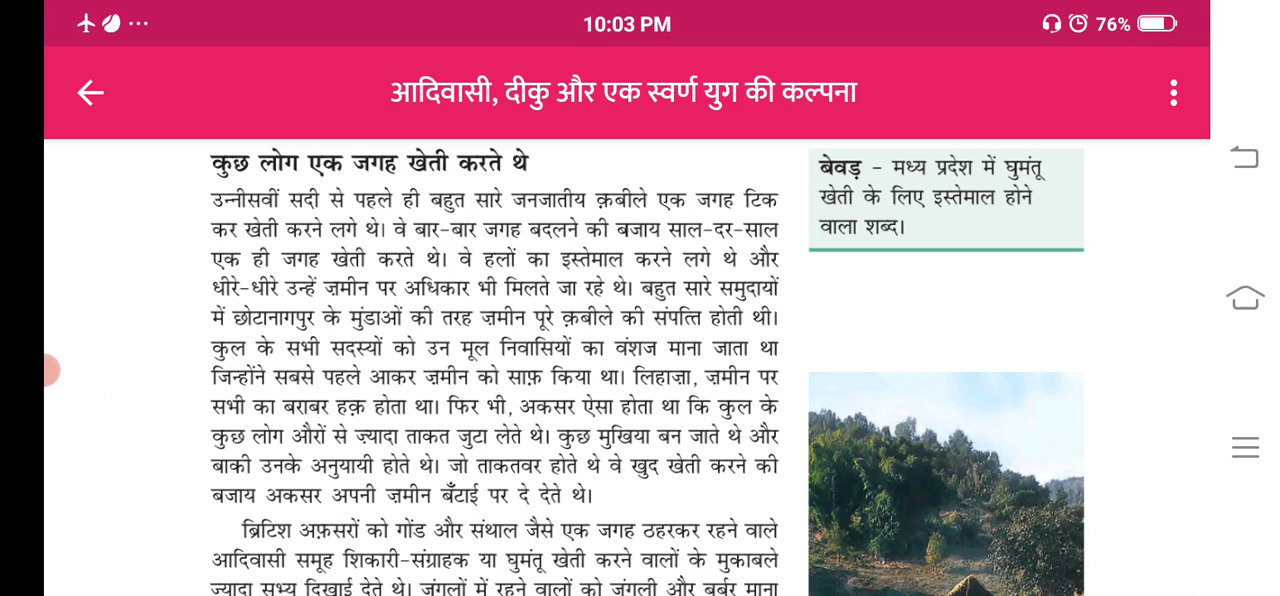 10:03 PM
76%
आदिवासी, दीकु और एक स्वर्ण युग की कल्पना
कुछ लोग एक जगह खेती करते थे
उन्नीसवीं सदी से पहले ही बहुत सारे जनजातीय क़बीले एक जगह टिक
कर खेती करने लगे थे। वे बार-बार जगह बदलने की बजाय साल-दर-साल
एक ही जगह खेती करते थे। वे हलों का इस्तेमाल करने लगे थे और
धीरे-धीरे उन्हें ज़मीन पर अधिकार भी मिलते जा रहे थे। बहुत सारे समुदायों
में छोटानागपुर के मुंडाओं की तरह ज़मीन पूरे क़बीले की संपत्ति होती थी।
कुल के सभी सदस्यों को उन मूल निवासियों का वंशज माना जाता था
जिन्होंने सबसे पहले आकर ज़मीन को साफ़ किया था। लिहाज़ा, ज़मीन पर
सभी का बराबर हक़ होता था। फिर भी, अकसर ऐसा होता था कि कुल के
कुछ लोग औरों से ज्यादा ताकत जुटा लेते थे। कुछ मुखिया बन जाते थे और
बाकी उनके अनुयायी होते थे। जो ताकतवर होते थे वे खुद खेती करने की
बजाय अकसर अपनी ज़मीन बँटाई पर दे देते थे।
ब्रिटिश अफ़सरों को गोंड और संथाल जैसे एक जगह ठहरकर रहने वाले
आदिवासी समूह शिकारी-संग्राहक या घुमंतू खेती करने वालों के मुकाबले
ज्यादा सभ्य दिखाई देते थे। जंगलों में रहने वालों को जंगली और बर्बर माना
बेवड़ - मध्य प्रदेश में घुमंतू
खेती के लिए इस्तेमाल होने
वाला शब्द।